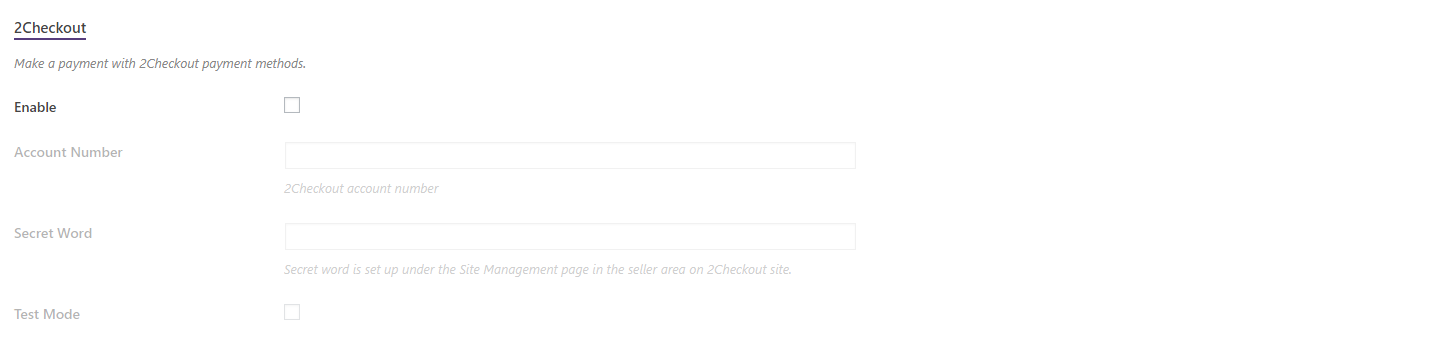 2Checkout
Make a payment with 2Checkout payment methods.
Enable
Account Number
2Checkout account number
Secret Word
Secret word is set up under the Site Management page in the seller area on 2Checkout site.
Test Mode